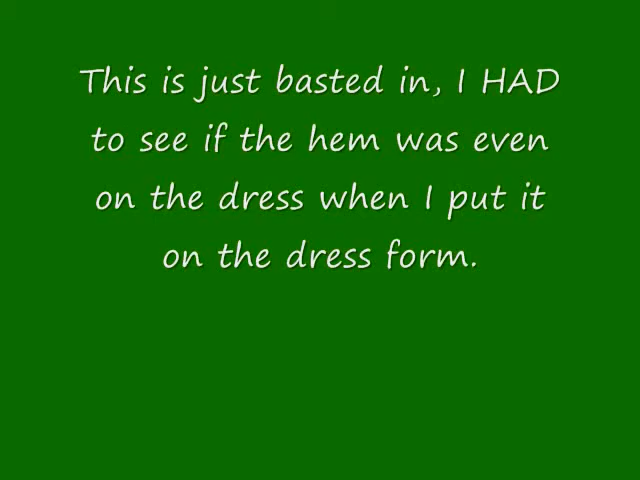 This is just basted in, I HAD
to see if the hem was even
on the dress when I put it
on the dress form.